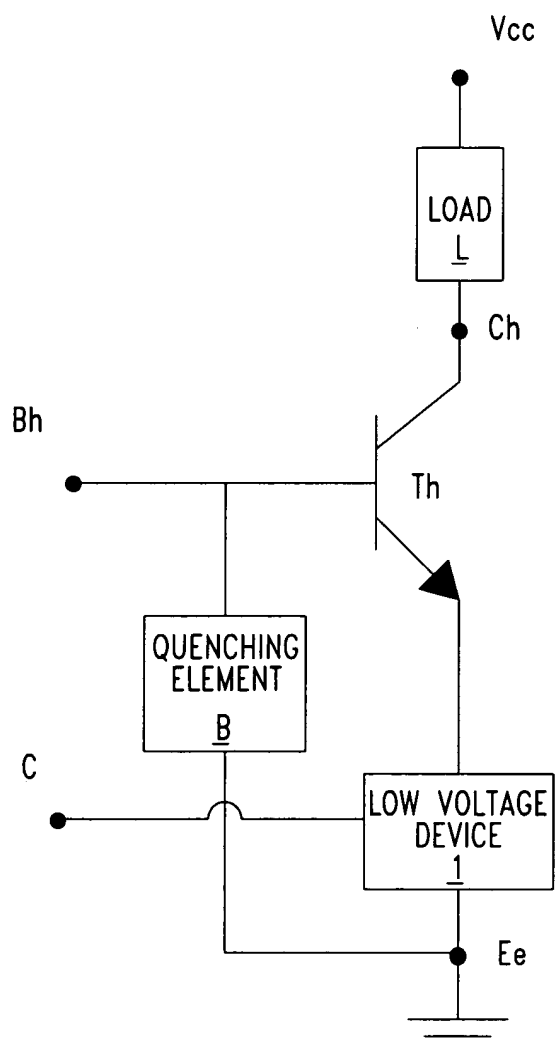 Vcc
LOAD
L
Ch
Bh
Th
QUENCHING
ELEMENT
B
C
LOW VOLTAGE
DEVICE
1
Ee